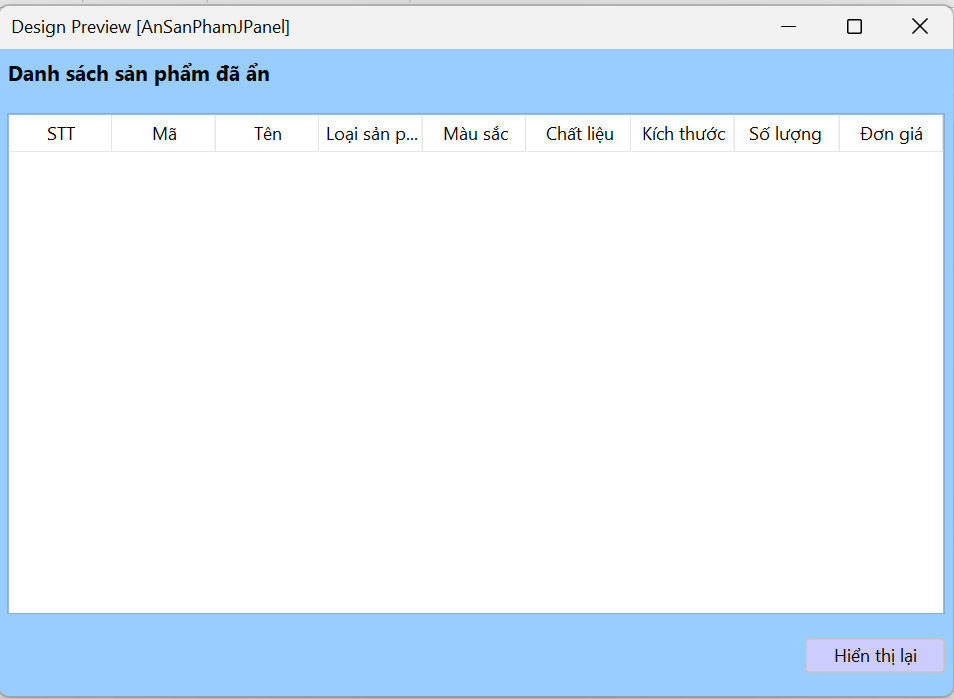 Design Preview [AnSanPhamJPanel]
Danh sách sản phẩm đã ẩn
STT Mã Tên Loại sản p... Màu sắc Chất liệu Kích thước Số lượng Đơn giá
Hiển thị lại